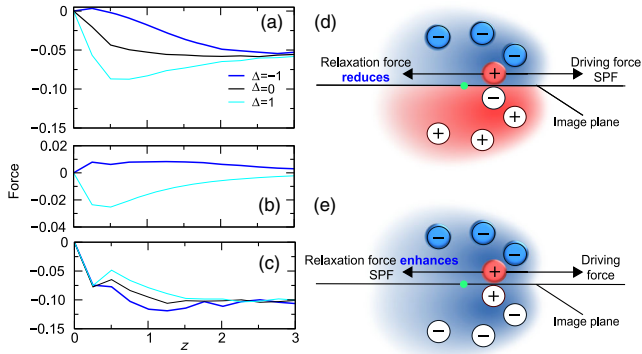 (a)
0
−0.05
−0.10
−0.15
Δ=−1
Δ=0
Δ=1
(b)
0.02
0
−0.02
−0.04
Force
(c)
0
−0.05
−0.10
−0.15
0 1 2 3
z
(d)
− − −
Relaxation force
reduces
+
Driving force
SPF
−
+ + +
Image plane
(e)
− − −
Relaxation force enhances
SPF
+
Driving
force
+
− − −
Image plane